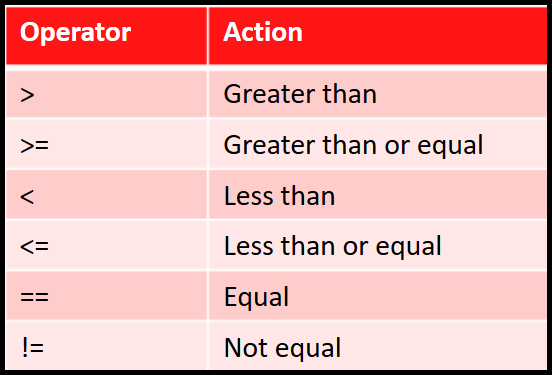 Operator Action
> Greater than
>= Greater than or equal
< Less than
<= Less than or equal
== Equal
!= Not equal